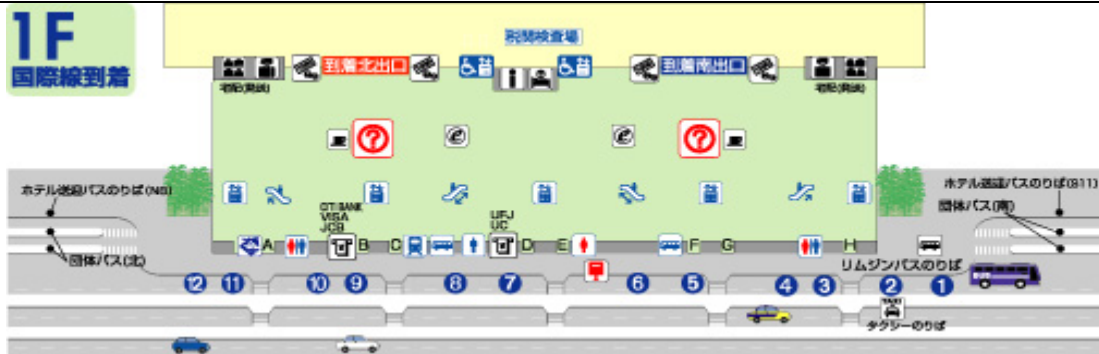 1F
国際線到着
税関検査場
到着北出口
到着南出口
宅配(発送)
宅配(発送)
ホテル送迎バスのりば(N8)
団体バス(北)
ホテル送迎バスのりば(S11)
団体バス(南)
CITIBANK
VISA
JCB
UFJ
UC
A
B
C
D
E
F
G
H
リムジンバスのりば
12
11
10
9
8
7
6
5
4
3
2
1
TAXI
タクシーのりば